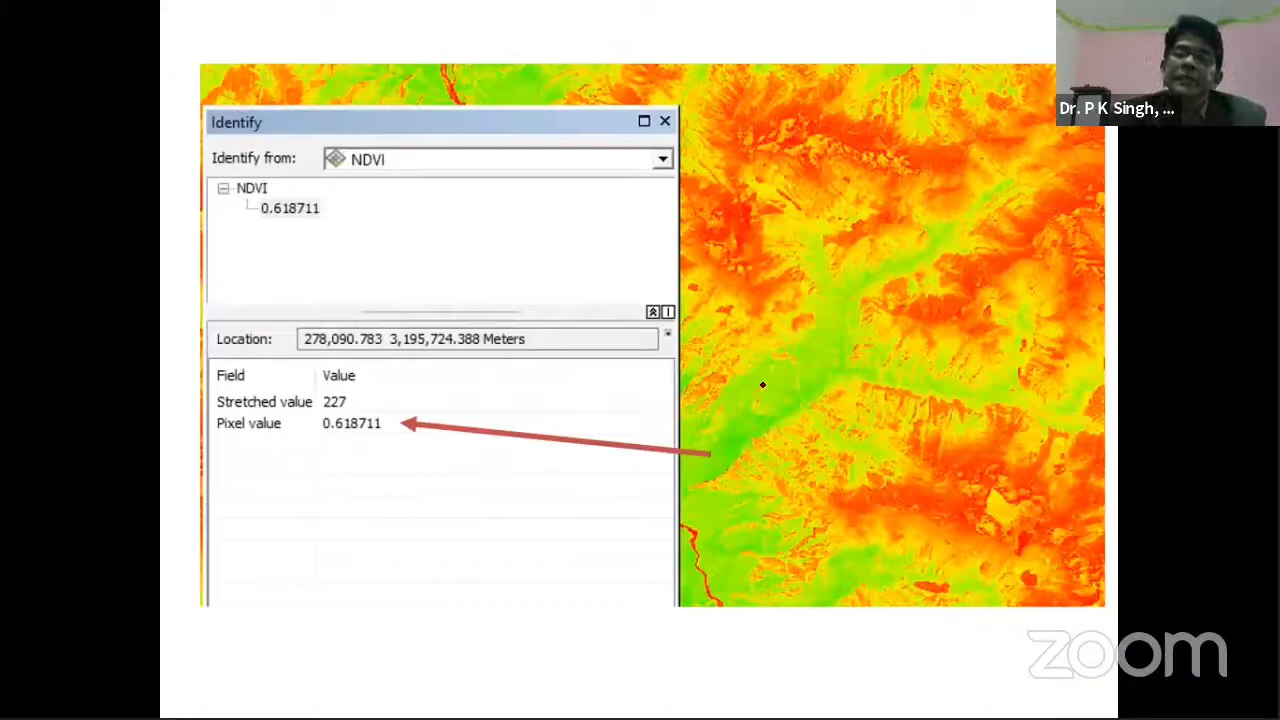 Dr. P K Singh, ...
Identify
Identify from: NDVI
NDVI
0.618711
Location: 278,090.783 3,195,724.388 Meters
Field Value
Stretched value 227
Pixel value 0.618711
zoom